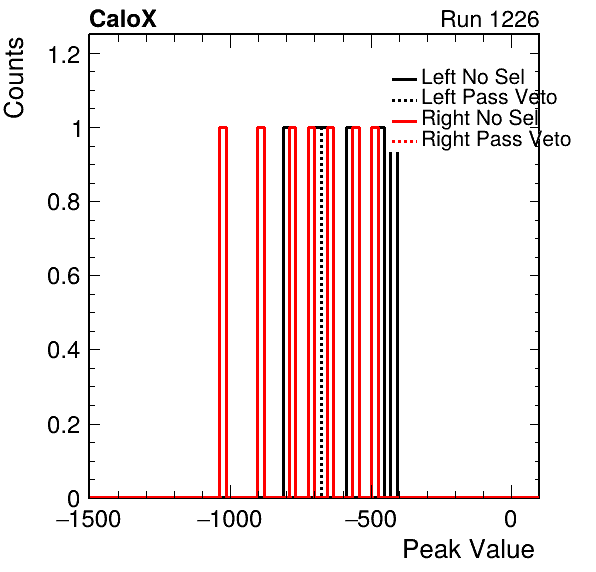 CaloX Run 1226
Counts
1.2
1
0.8
0.6
0.4
0.2
0
Left No Sel
Left Pass Veto
Right No Sel
Right Pass Veto
−1500 −1000 −500 0
Peak Value